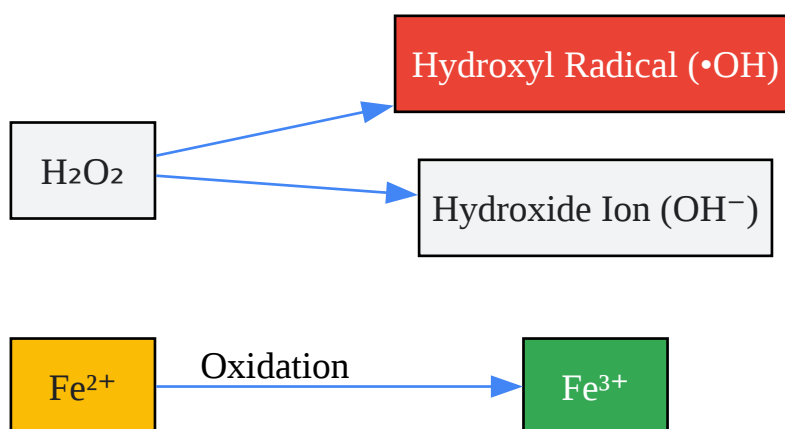 Hydroxyl Radical (•OH)
H₂O₂
Hydroxide Ion (OH⁻)
Oxidation
Fe²⁺
Fe³⁺